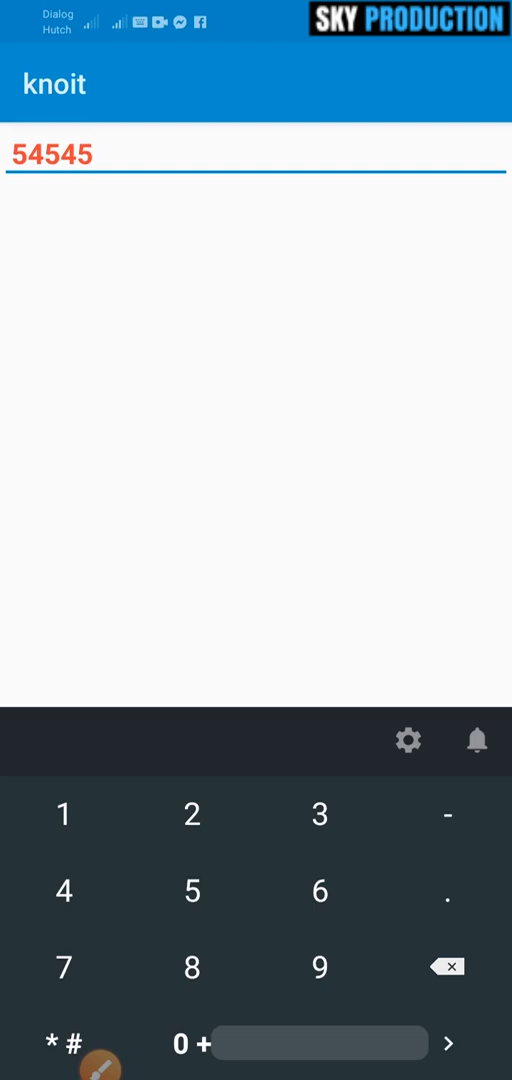 Dialog
Hutch
SKY PRODUCTION
knoit
54545
1 2 3 -
4 5 6 .
7 8 9
* # 0 +